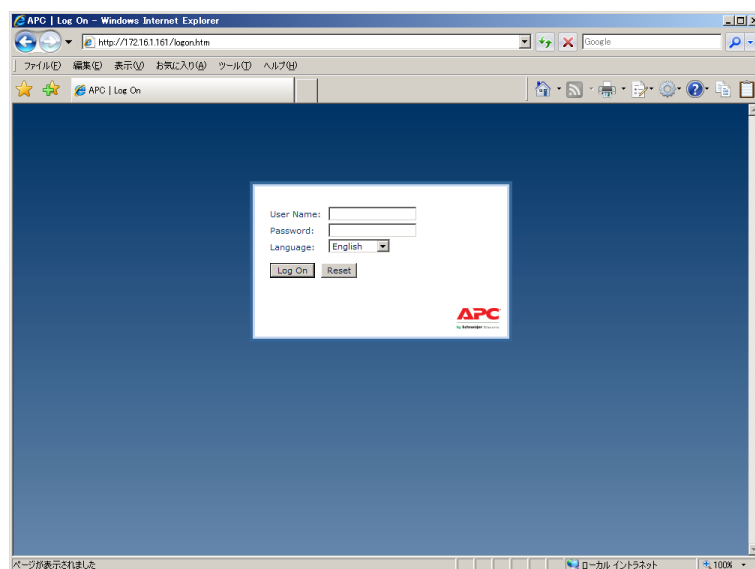 APC | Log On - Windows Internet Explorer
http://172.16.1.161/logon.htm
Google
ファイル(F) 編集(E) 表示(V) お気に入り(A) ツール(T) ヘルプ(H)
APC | Log On
User Name:
Password:
Language: English
Log On Reset
APC
by Schneider Electric
ページが表示されました
ローカル イントラネット
100%